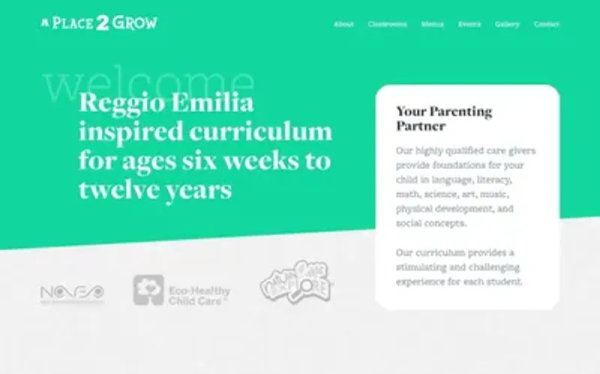 A PLACE 2 GROW
About Classrooms Menus Events Gallery Contact
welcome
Reggio Emilia
inspired curriculum
for ages six weeks to
twelve years
Your Parenting
Partner
Our highly qualified care givers
provide foundations for your
child in language, literacy,
math, science, art, music,
physical development, and
social concepts.
Our curriculum provides a
stimulating and challenging
experience for each student.
Eco-Healthy
Child Care
EXPLORE